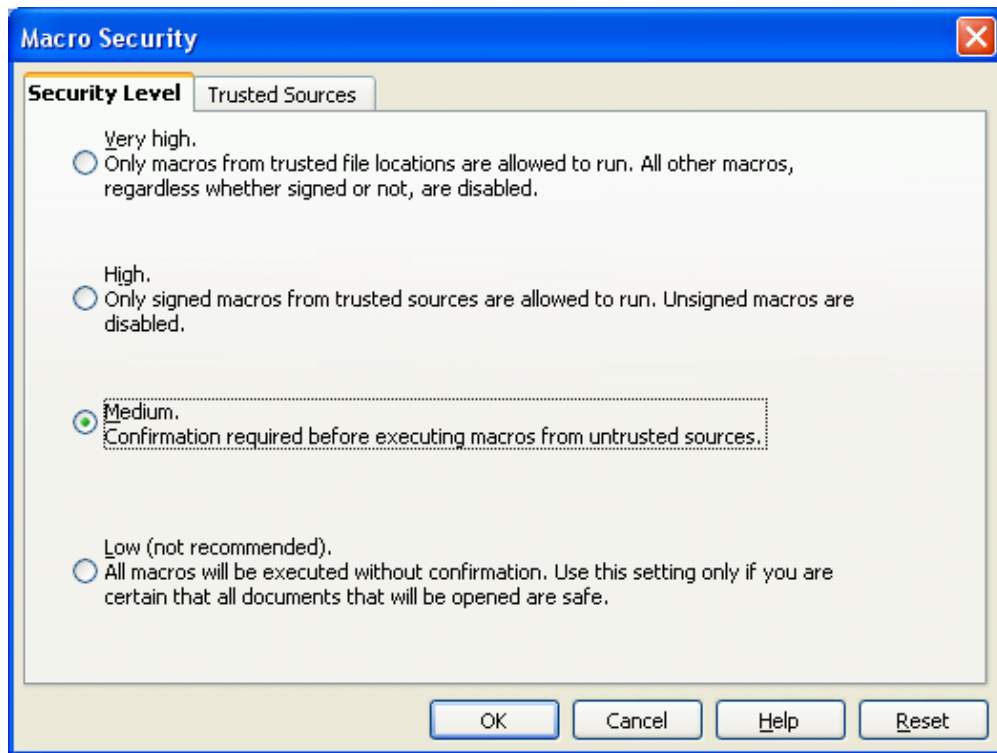 Macro Security
Security Level
Trusted Sources
Very high.
Only macros from trusted file locations are allowed to run. All other macros,
regardless whether signed or not, are disabled.
High.
Only signed macros from trusted sources are allowed to run. Unsigned macros are
disabled.
Medium.
Confirmation required before executing macros from untrusted sources.
Low (not recommended).
All macros will be executed without confirmation. Use this setting only if you are
certain that all documents that will be opened are safe.
OK
Cancel
Help
Reset